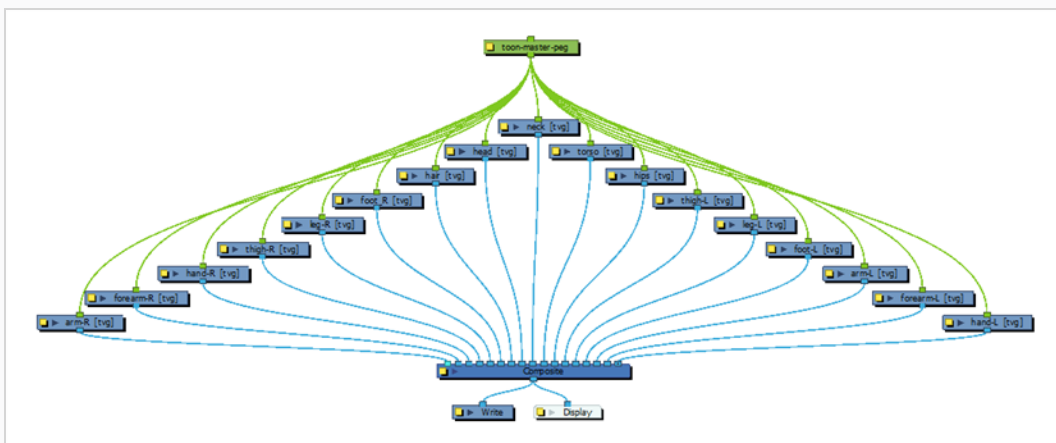 toon-master-peg
neck [tvg]
head [tvg]
torso [tvg]
hair [tvg]
hips [tvg]
foot_R [tvg]
thigh-L [tvg]
leg-R [tvg]
leg-L [tvg]
thigh-R [tvg]
foot-L [tvg]
hand-R [tvg]
arm-L [tvg]
forearm-R [tvg]
forearm-L [tvg]
arm-R [tvg]
hand-L [tvg]
Composite
Write
Display